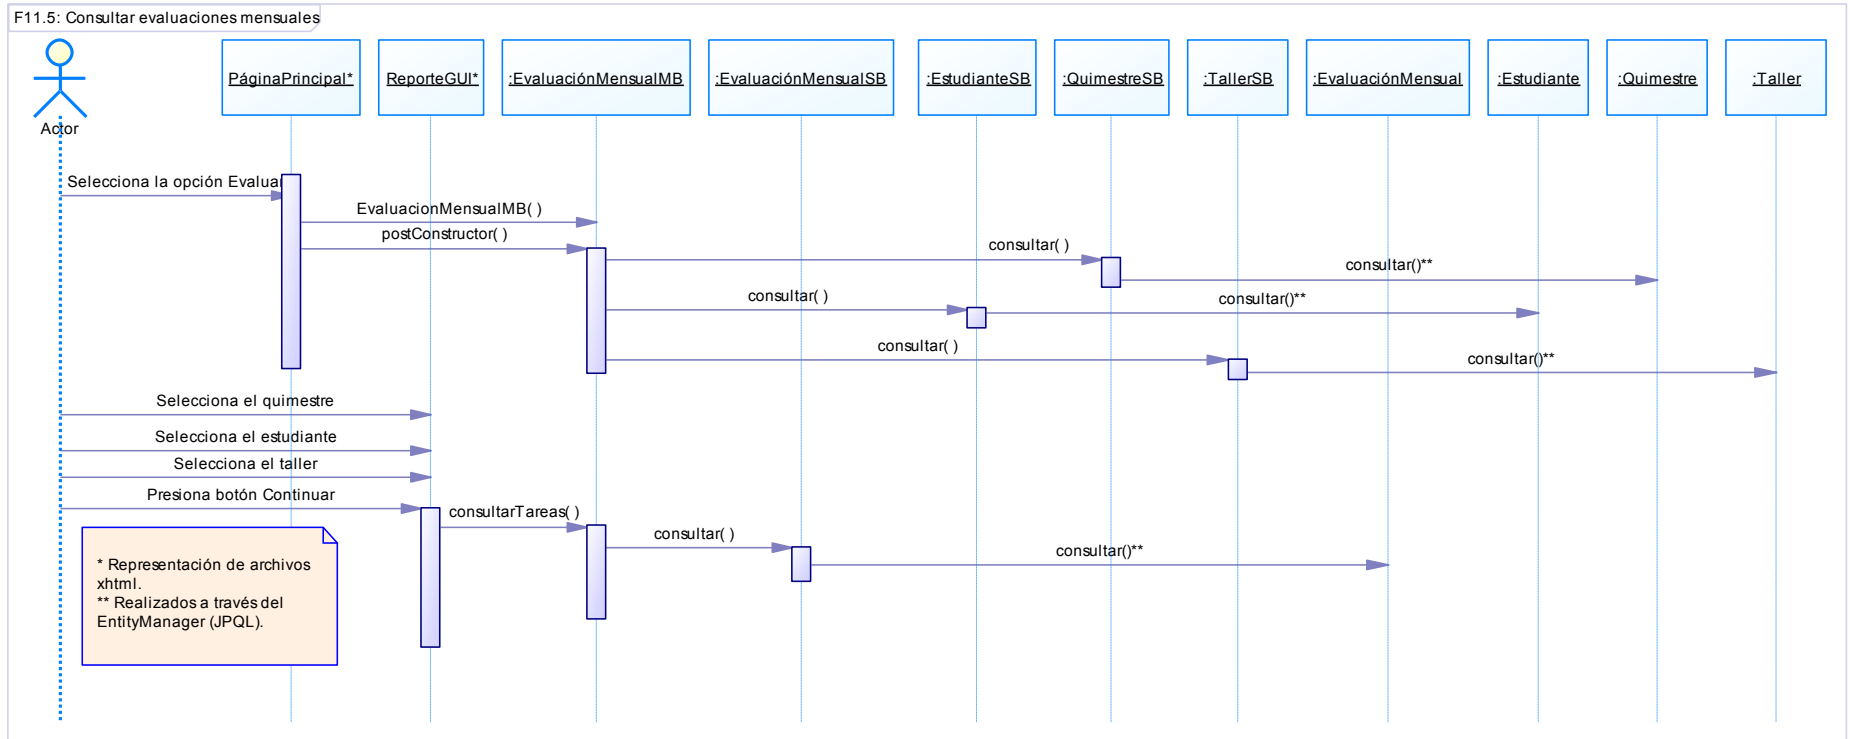 F11.5: Consultar evaluaciones mensuales
Actor
PáginaPrincipal*
ReporteGUI*
:EvaluaciónMensualMB
:EvaluaciónMensualSB
:EstudianteSB
:QuimestreSB
:TallerSB
:EvaluaciónMensual
:Estudiante
:Quimestre
:Taller
Selecciona la opción Evaluar
EvaluacionMensualMB( )
postConstructor( )
consultar( )
consultar()**
consultar( )
consultar()**
consultar( )
consultar()**
Selecciona el quimestre
Selecciona el estudiante
Selecciona el taller
Presiona botón Continuar
consultarTareas( )
consultar( )
consultar()**
* Representación de archivos
xhtml.
** Realizados a través del
EntityManager (JPQL).